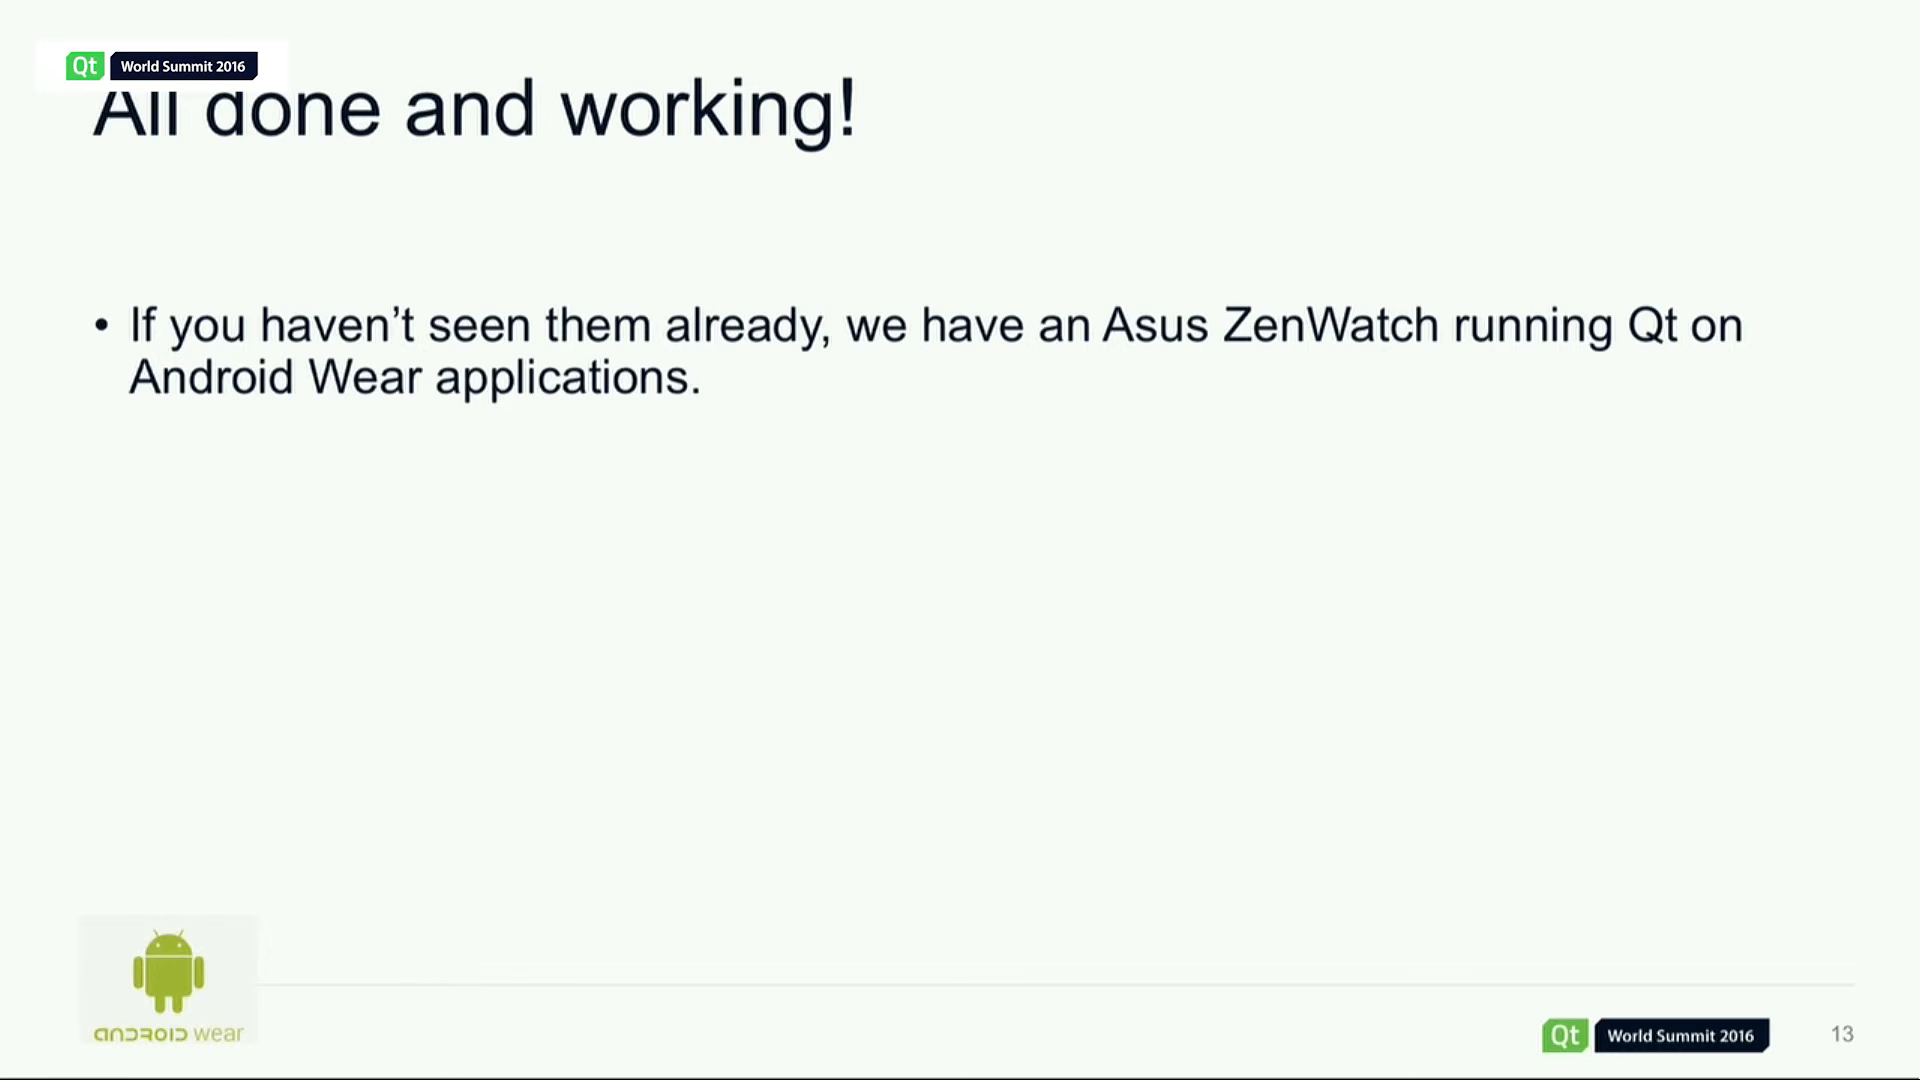 Qt World Summit 2016
All done and working!
• If you haven’t seen them already, we have an Asus ZenWatch running Qt on
Android Wear applications.
android wear
Qt World Summit 2016
13